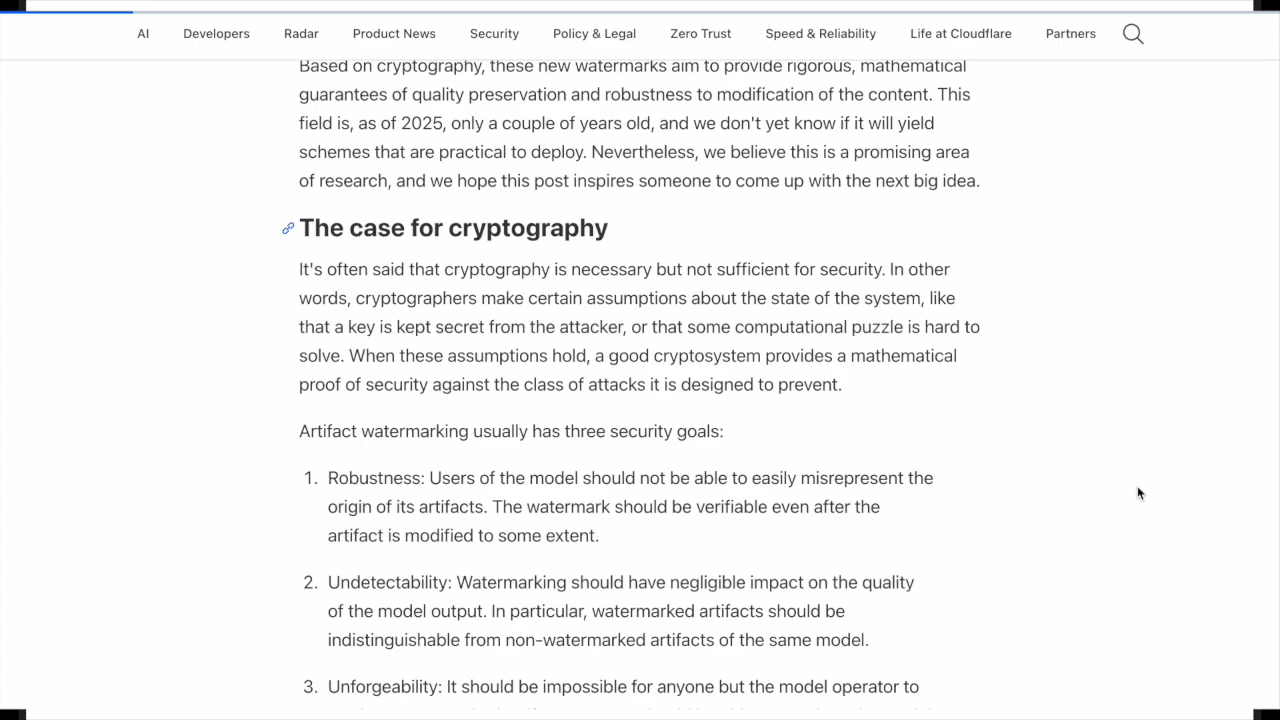 AI Developers Radar Product News Security Policy & Legal Zero Trust Speed & Reliability Life at Cloudflare Partners
Based on cryptography, these new watermarks aim to provide rigorous, mathematical
guarantees of quality preservation and robustness to modification of the content. This
field is, as of 2025, only a couple of years old, and we don't yet know if it will yield
schemes that are practical to deploy. Nevertheless, we believe this is a promising area
of research, and we hope this post inspires someone to come up with the next big idea.
The case for cryptography
It's often said that cryptography is necessary but not sufficient for security. In other
words, cryptographers make certain assumptions about the state of the system, like
that a key is kept secret from the attacker, or that some computational puzzle is hard to
solve. When these assumptions hold, a good cryptosystem provides a mathematical
proof of security against the class of attacks it is designed to prevent.
Artifact watermarking usually has three security goals:
1. Robustness: Users of the model should not be able to easily misrepresent the
origin of its artifacts. The watermark should be verifiable even after the
artifact is modified to some extent.
2. Undetectability: Watermarking should have negligible impact on the quality
of the model output. In particular, watermarked artifacts should be
indistinguishable from non-watermarked artifacts of the same model.
3. Unforgeability: It should be impossible for anyone but the model operator to